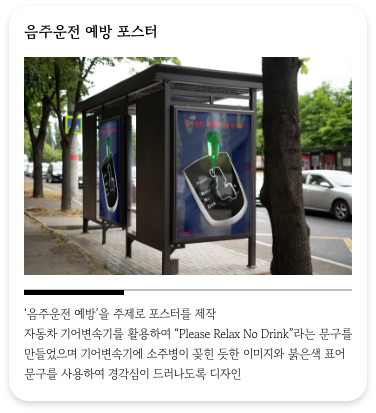 음주운전 예방 포스터
‘음주운전 예방’을 주제로 포스터를 제작
자동차 기어변속기를 활용하여 “Please Relax No Drink”라는 문구를
만들었으며 기어변속기에 소주병이 꽂힌 듯한 이미지와 붉은색 표어
문구를 사용하여 경각심이 드러나도록 디자인